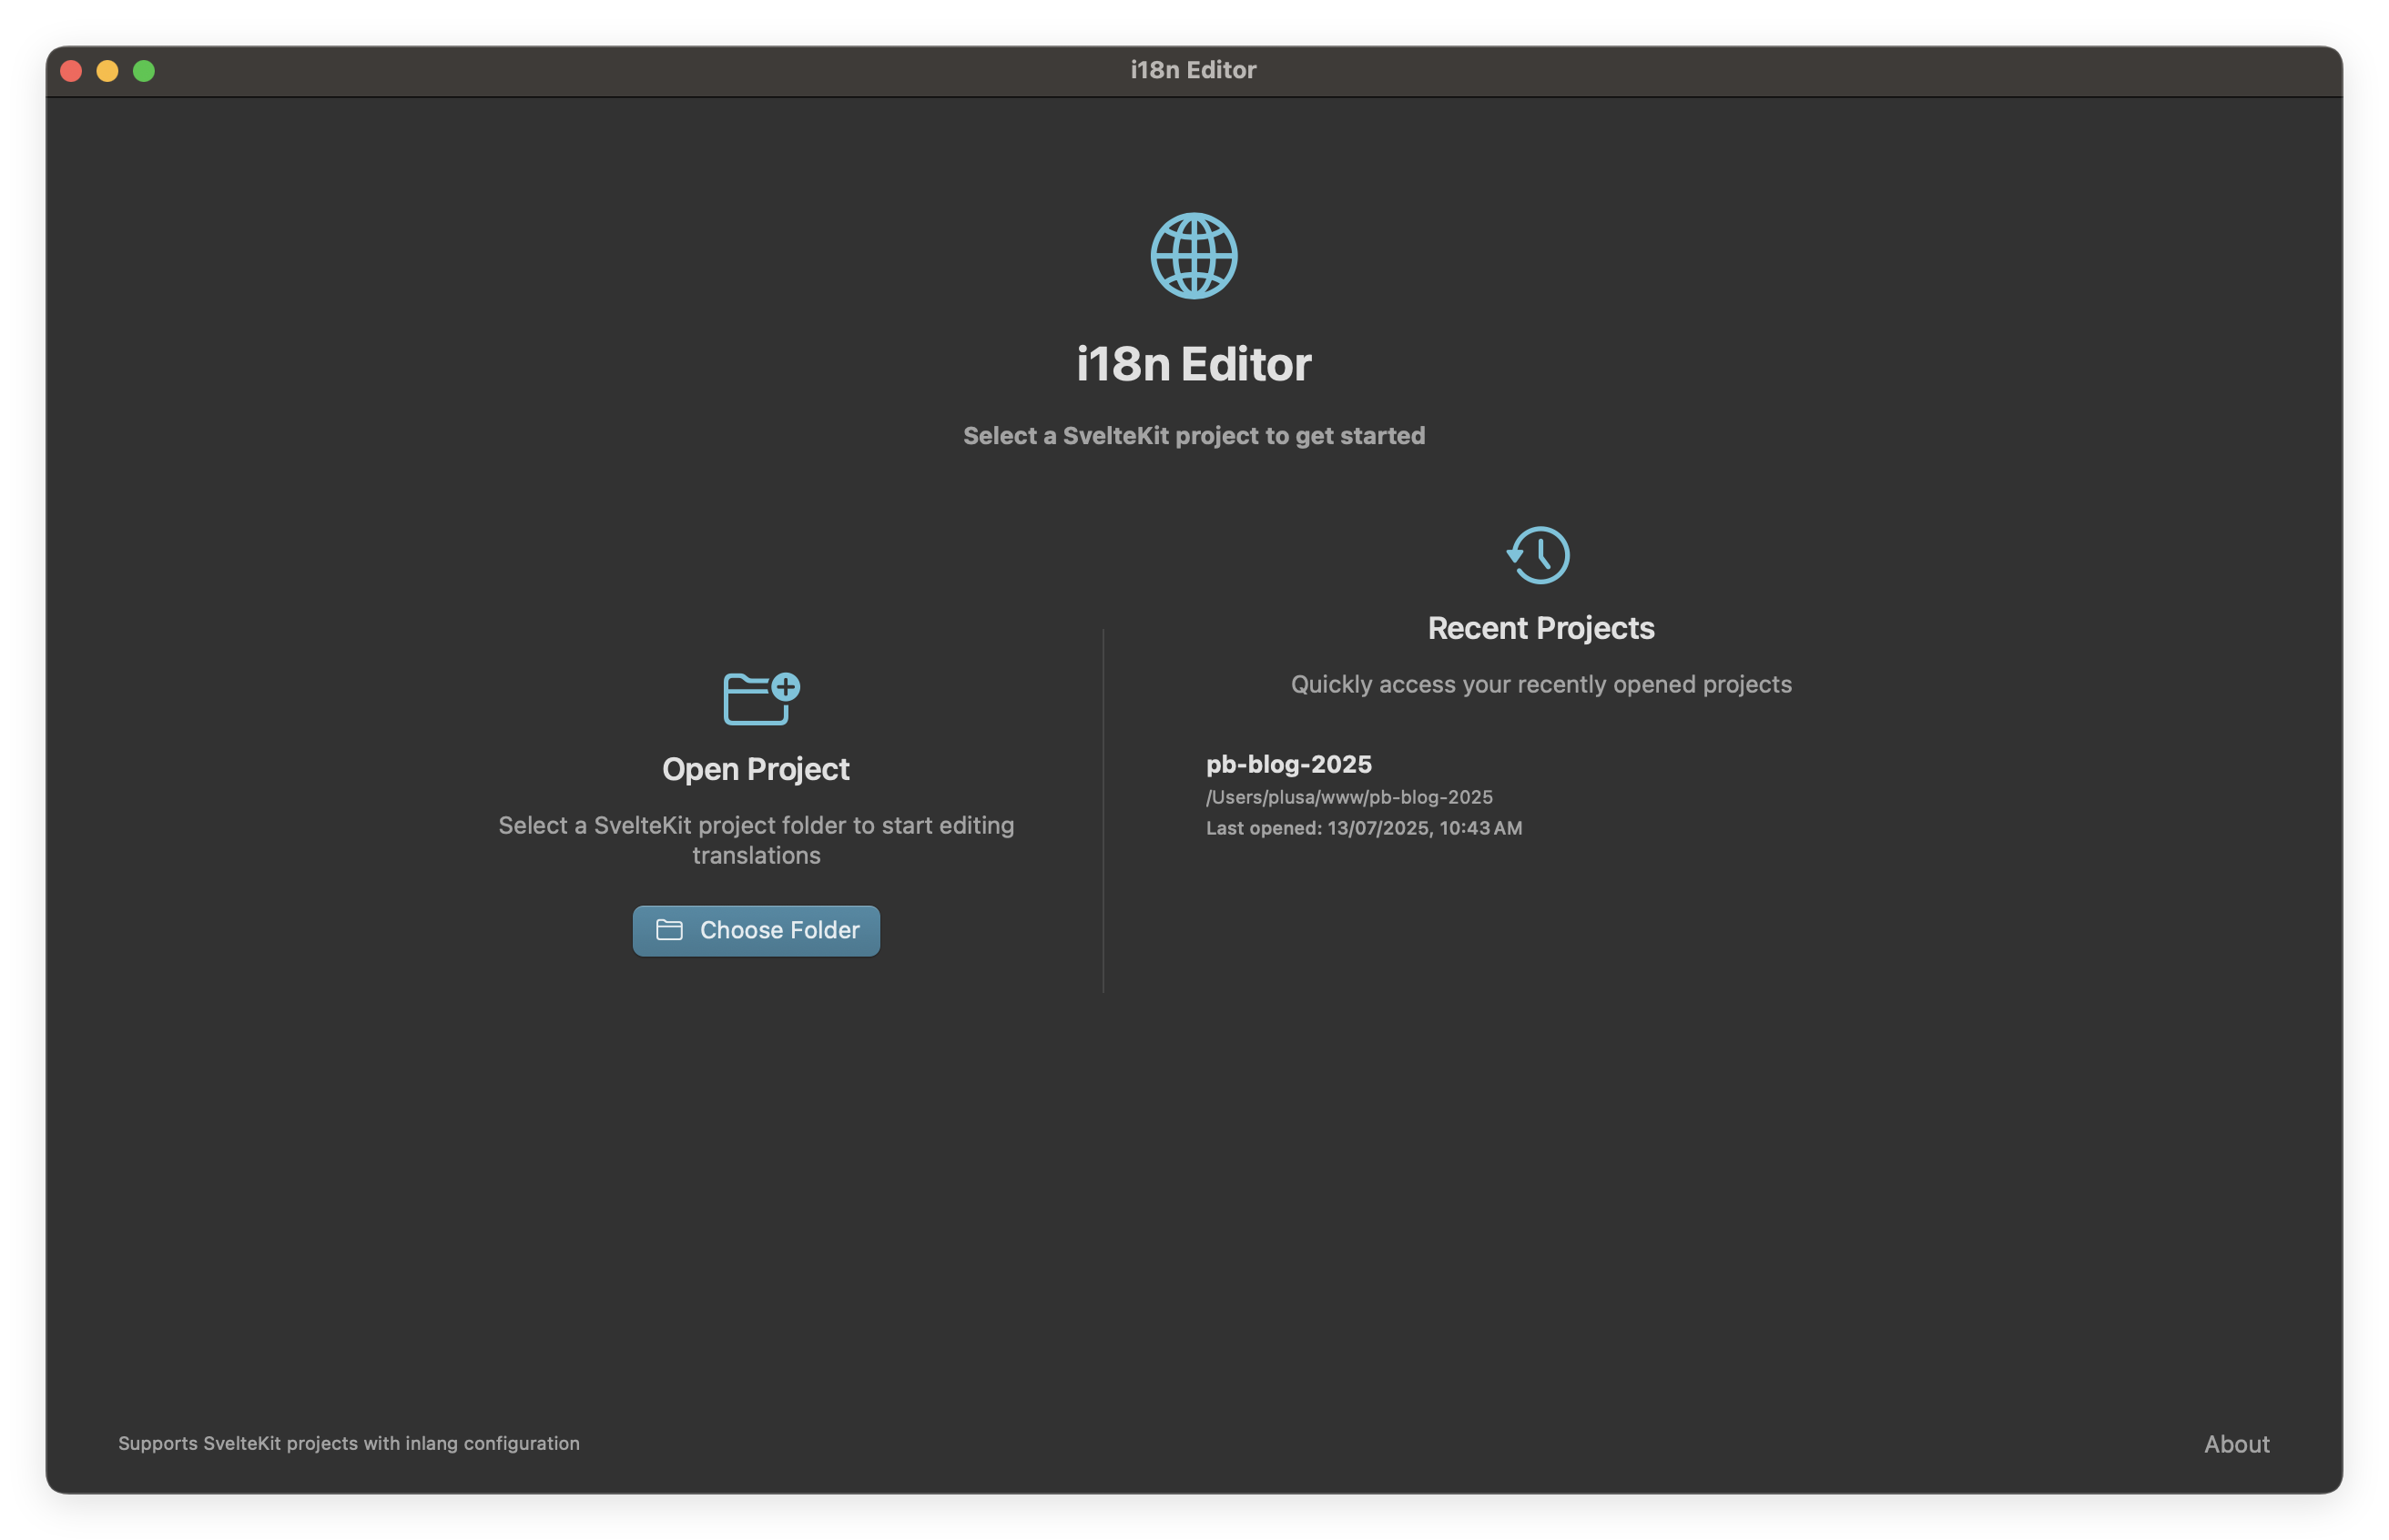 i18n Editor
i18n Editor
Select a SvelteKit project to get started
Open Project
Select a SvelteKit project folder to start editing
translations
Choose Folder
Recent Projects
Quickly access your recently opened projects
pb-blog-2025
/Users/plusa/www/pb-blog-2025
Last opened: 13/07/2025, 10:43 AM
Supports SvelteKit projects with inlang configuration
About